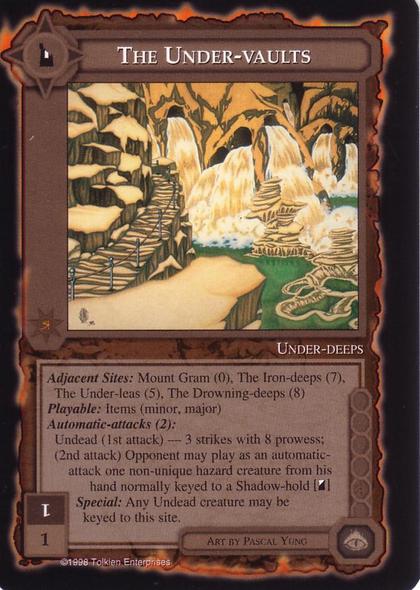 THE UNDER-VAULTS
UNDER-DEEPS
Adjacent Sites: Mount Gram (0), The Iron-deeps (7),
The Under-leas (5), The Drowning-deeps (8)
Playable: Items (minor, major)
Automatic-attacks (2):
Undead (1st attack) — 3 strikes with 8 prowess;
(2nd attack) Opponent may play as an automatic-
attack one non-unique hazard creature from his
hand normally keyed to a Shadow-hold [ ]
Special: Any Undead creature may be
keyed to this site.
1
1
ART BY PASCAL YUNG
©1998 Tolkien Enterprises